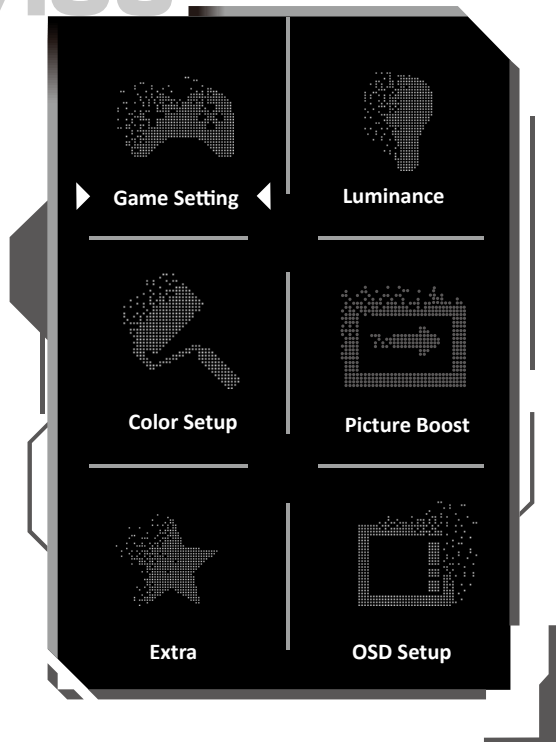 Game Setting
Luminance
Color Setup
Picture Boost
Extra
OSD Setup